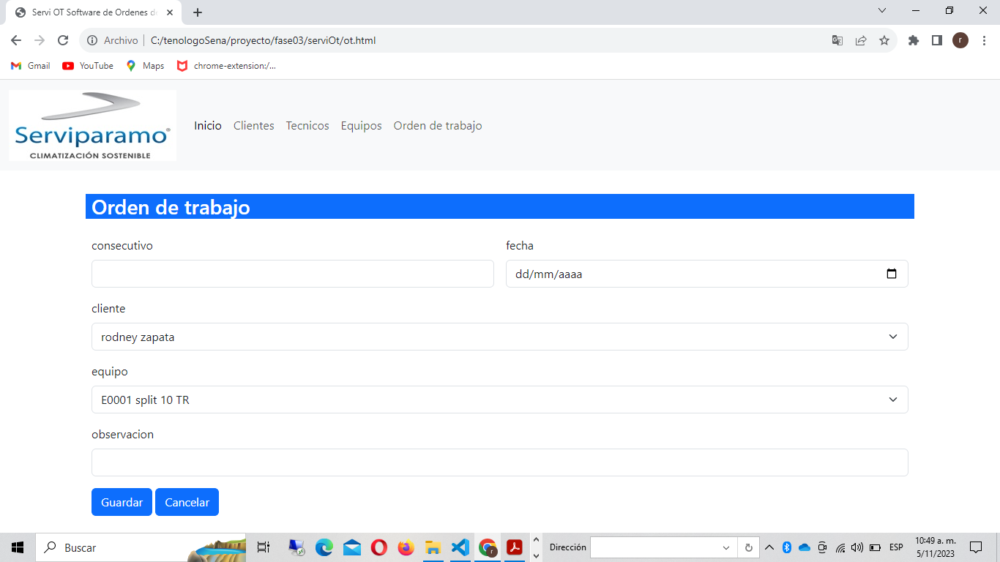 Servi OT Software de Ordenes de
Archivo C:/tenologoSena/proyecto/fase03/serviOt/ot.html r
Gmail YouTube Maps chrome-extension:/...
Serviparamo®
CLIMATIZACIÓN SOSTENIBLE
Inicio Clientes Tecnicos Equipos Orden de trabajo
Orden de trabajo
consecutivo fecha
dd/mm/aaaa
cliente
rodney zapata
equipo
E0001 split 10 TR
observacion
Guardar Cancelar
Buscar Dirección ESP 10:49 a. m.
5/11/2023